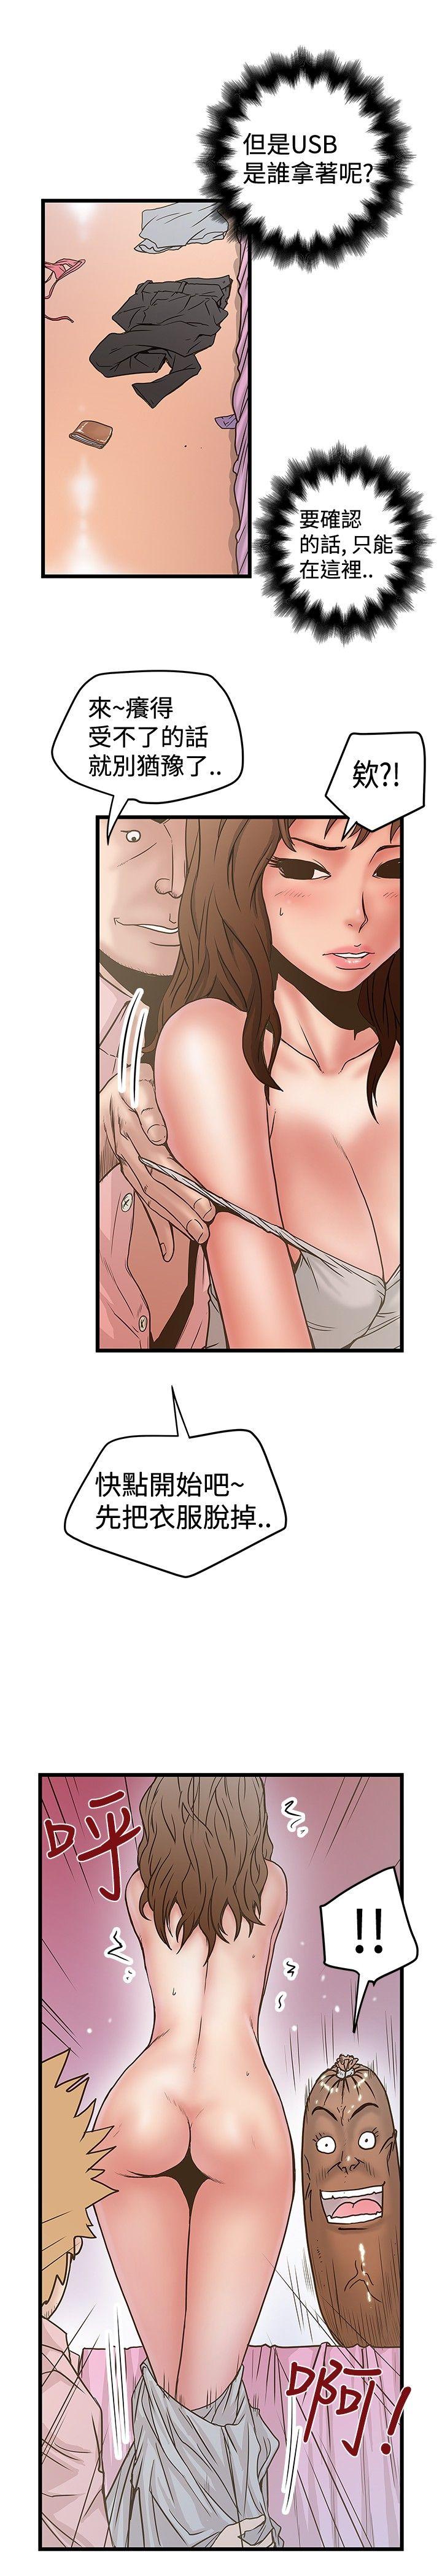 但是USB
是誰拿著呢?
要確認
的話, 只能
在這裡..
來~癢得
受不了的話
就別猶豫了..
欸?!
快點開始吧~
先把衣服脫掉..
呼
!!
啊!